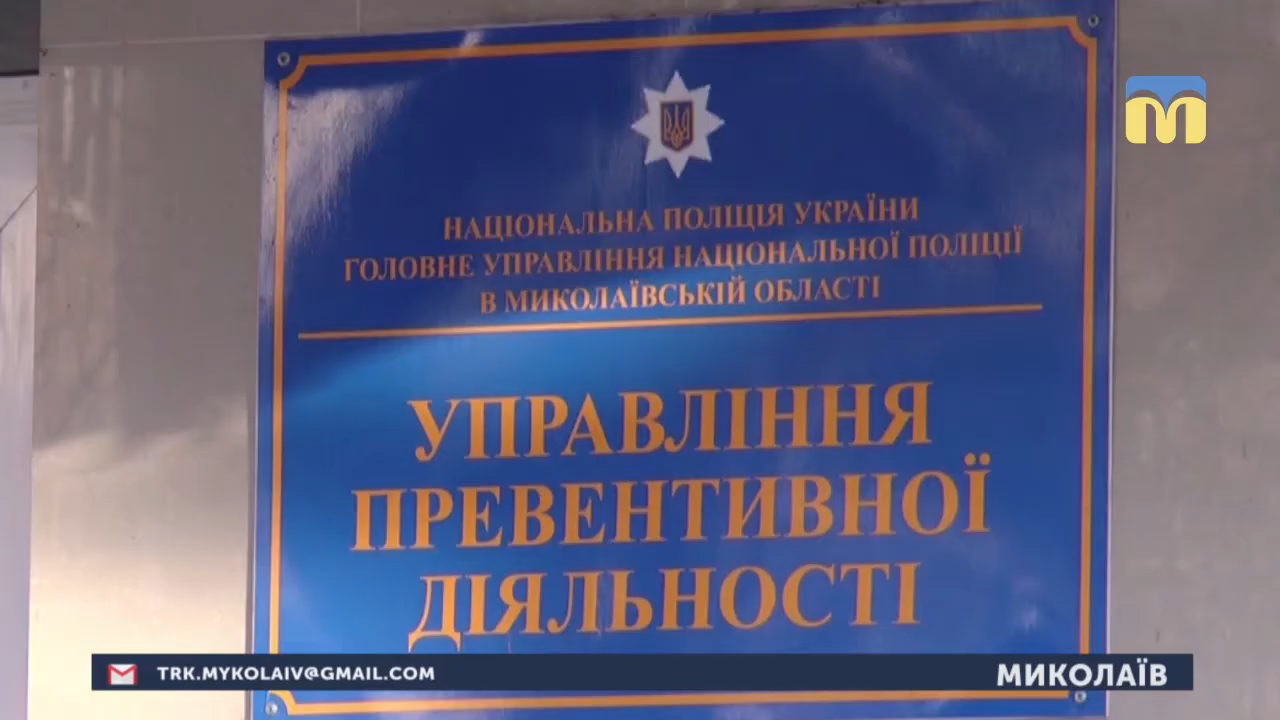 НАЦІОНАЛЬНА ПОЛІЦІЯ УКРАЇНИ
ГОЛОВНЕ УПРАВЛІННЯ НАЦІОНАЛЬНОЇ ПОЛІЦІЇ
В МИКОЛАЇВСЬКІЙ ОБЛАСТІ
УПРАВЛІННЯ
ПРЕВЕНТИВНОЇ
ДІЯЛЬНОСТІ
TRK.MYKOLAIV@GMAIL.COM
МИКОЛАЇВ